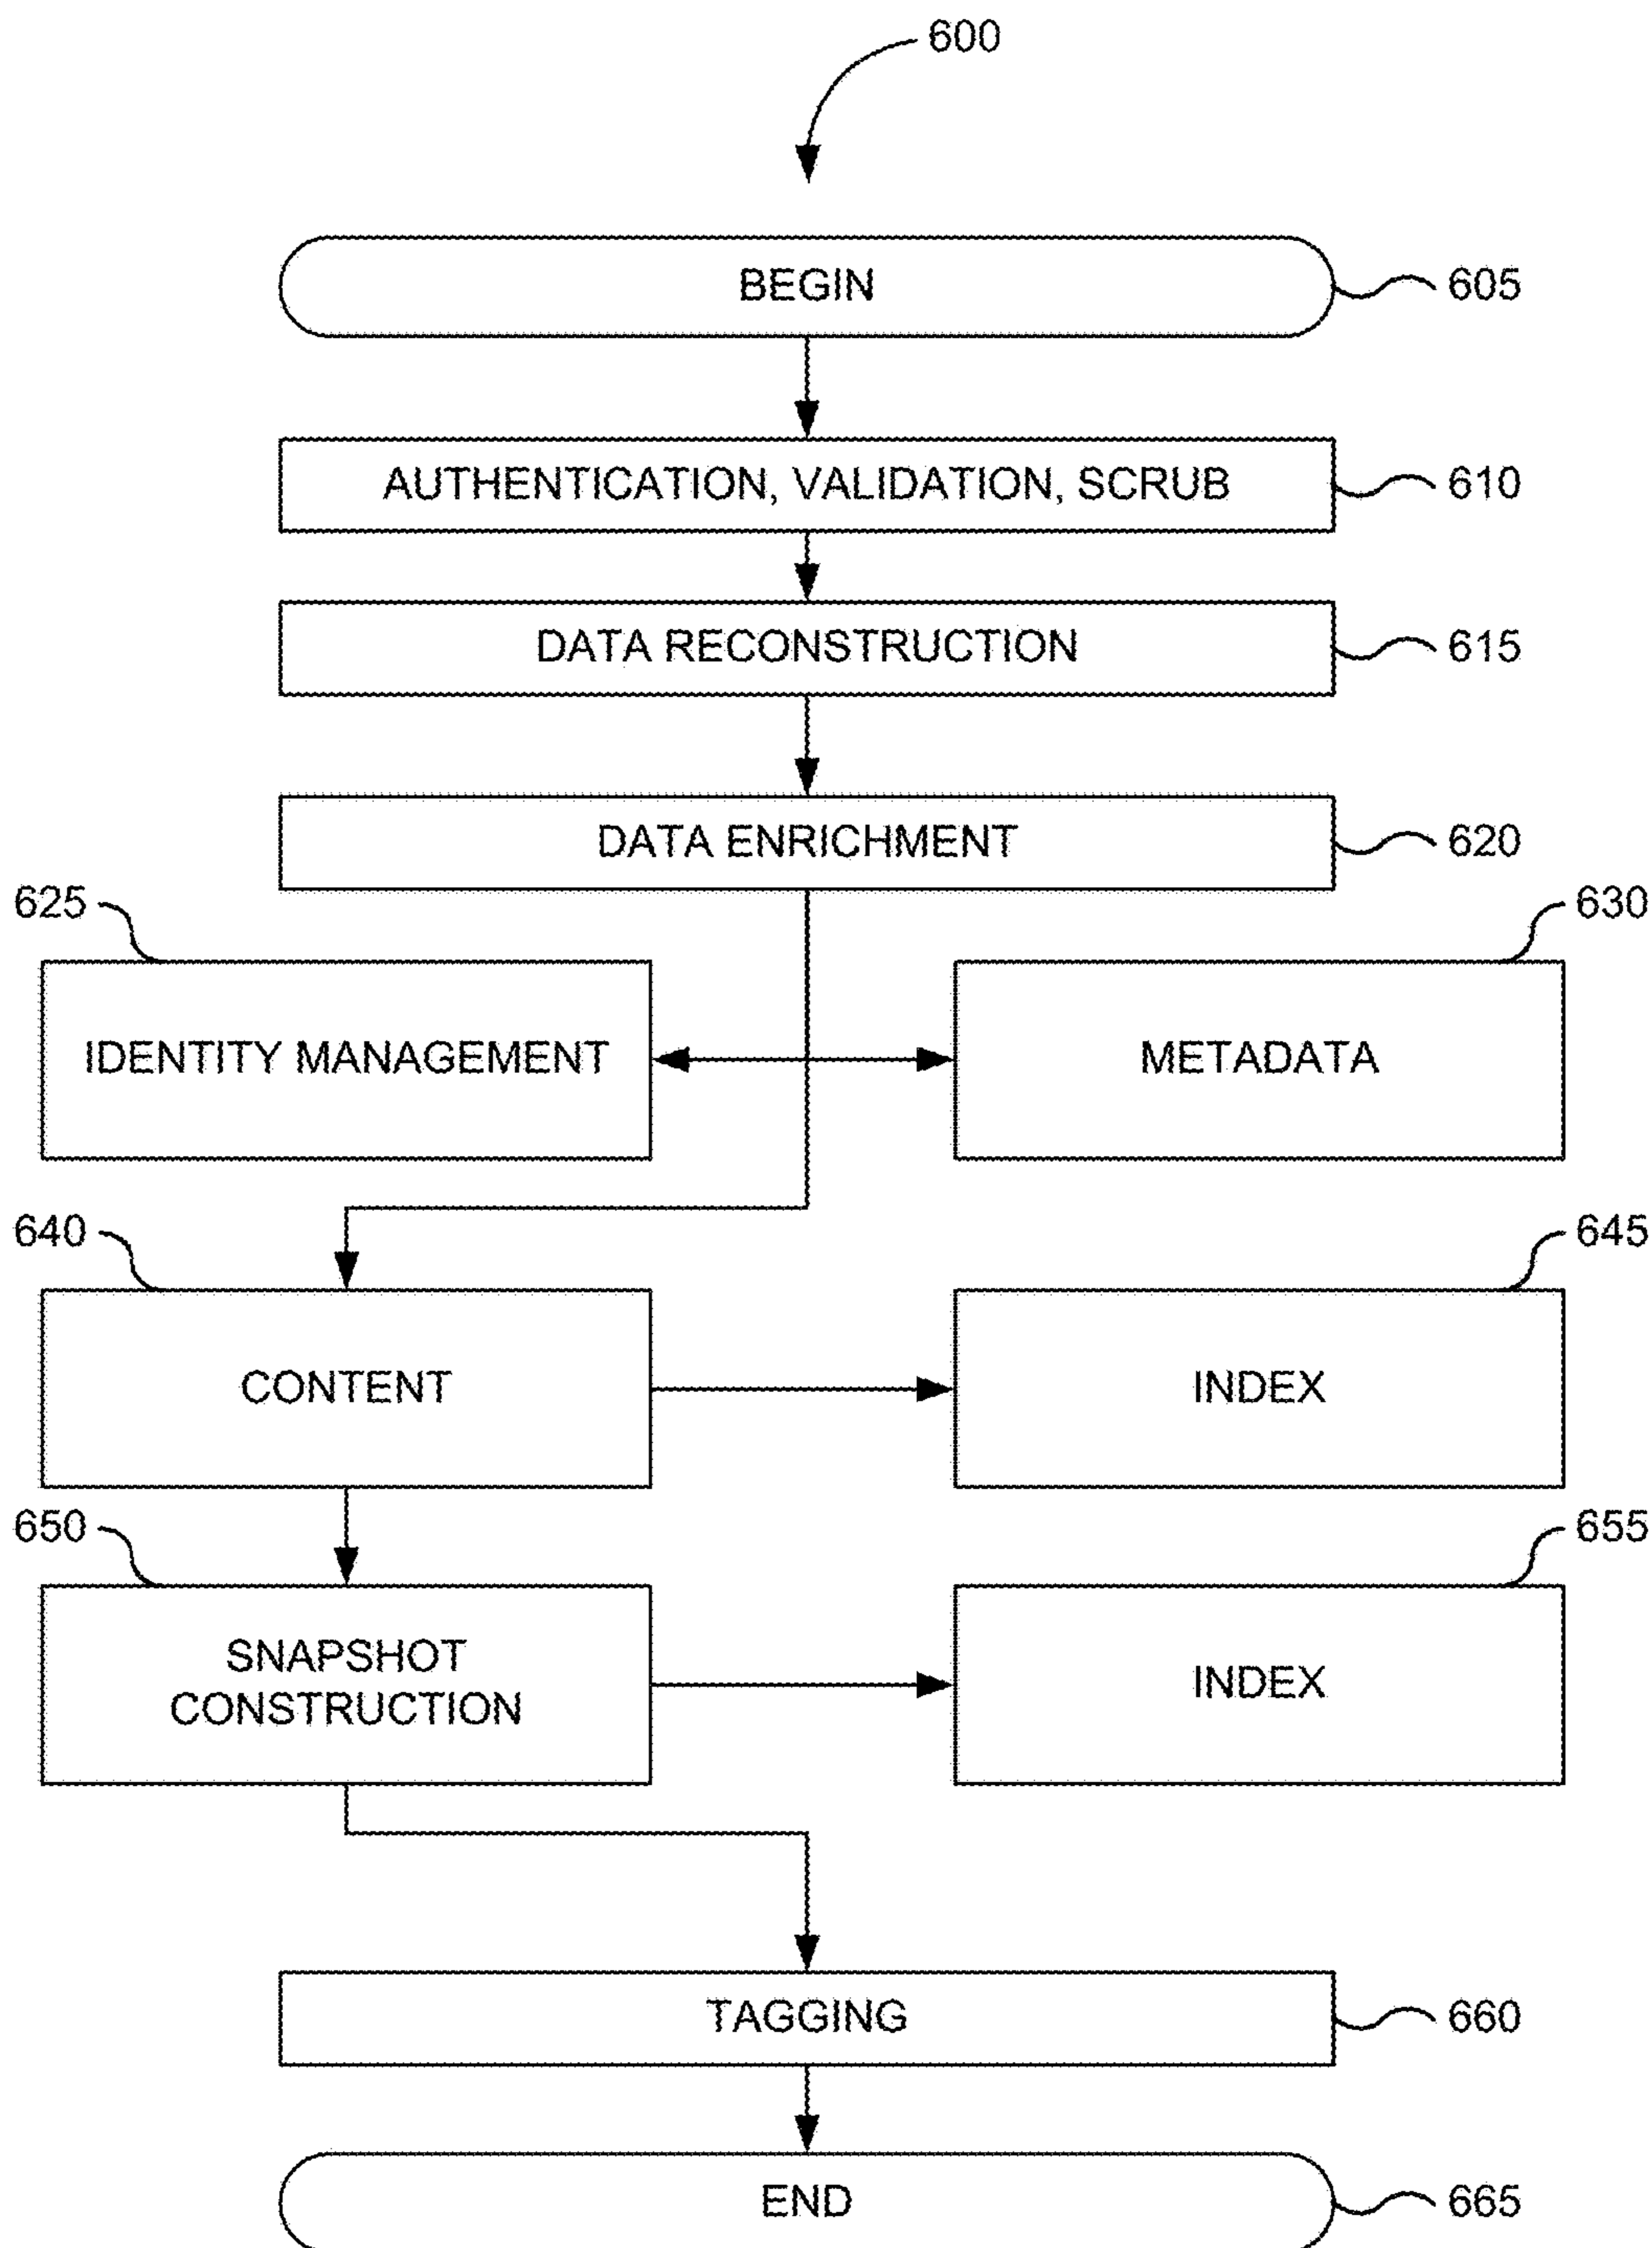 600
BEGIN
605
AUTHENTICATION, VALIDATION, SCRUB
610
DATA RECONSTRUCTION
615
DATA ENRICHMENT
620
625
630
IDENTITY MANAGEMENT
METADATA
640
645
CONTENT
INDEX
650
655
SNAPSHOT
CONSTRUCTION
INDEX
TAGGING
660
END
665